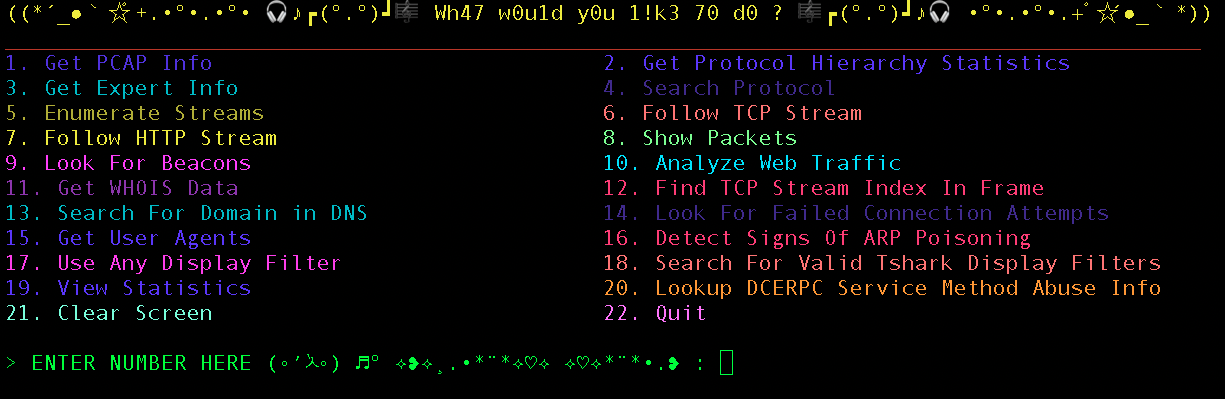 ((*´_●｀☆+.•°•.•°• 🎧♪┏(°.°)┛🎼 Wh47 w0u1d y0u 1!k3 70 d0 ? 🎼┏(°.°)┛♪🎧 •°•.•°•.+ﾟ☆●_｀*))
1. Get PCAP Info 2. Get Protocol Hierarchy Statistics
3. Get Expert Info 4. Search Protocol
5. Enumerate Streams 6. Follow TCP Stream
7. Follow HTTP Stream 8. Show Packets
9. Look For Beacons 10. Analyze Web Traffic
11. Get WHOIS Data 12. Find TCP Stream Index In Frame
13. Search For Domain in DNS 14. Look For Failed Connection Attempts
15. Get User Agents 16. Detect Signs Of ARP Poisoning
17. Use Any Display Filter 18. Search For Valid Tshark Display Filters
19. View Statistics 20. Lookup DCERPC Service Method Abuse Info
21. Clear Screen 22. Quit
> ENTER NUMBER HERE (∘′⅄∘) ♬° ✧❥✧¸.•*¨*✧♡✧ ✧♡✧*¨*•.❥ :